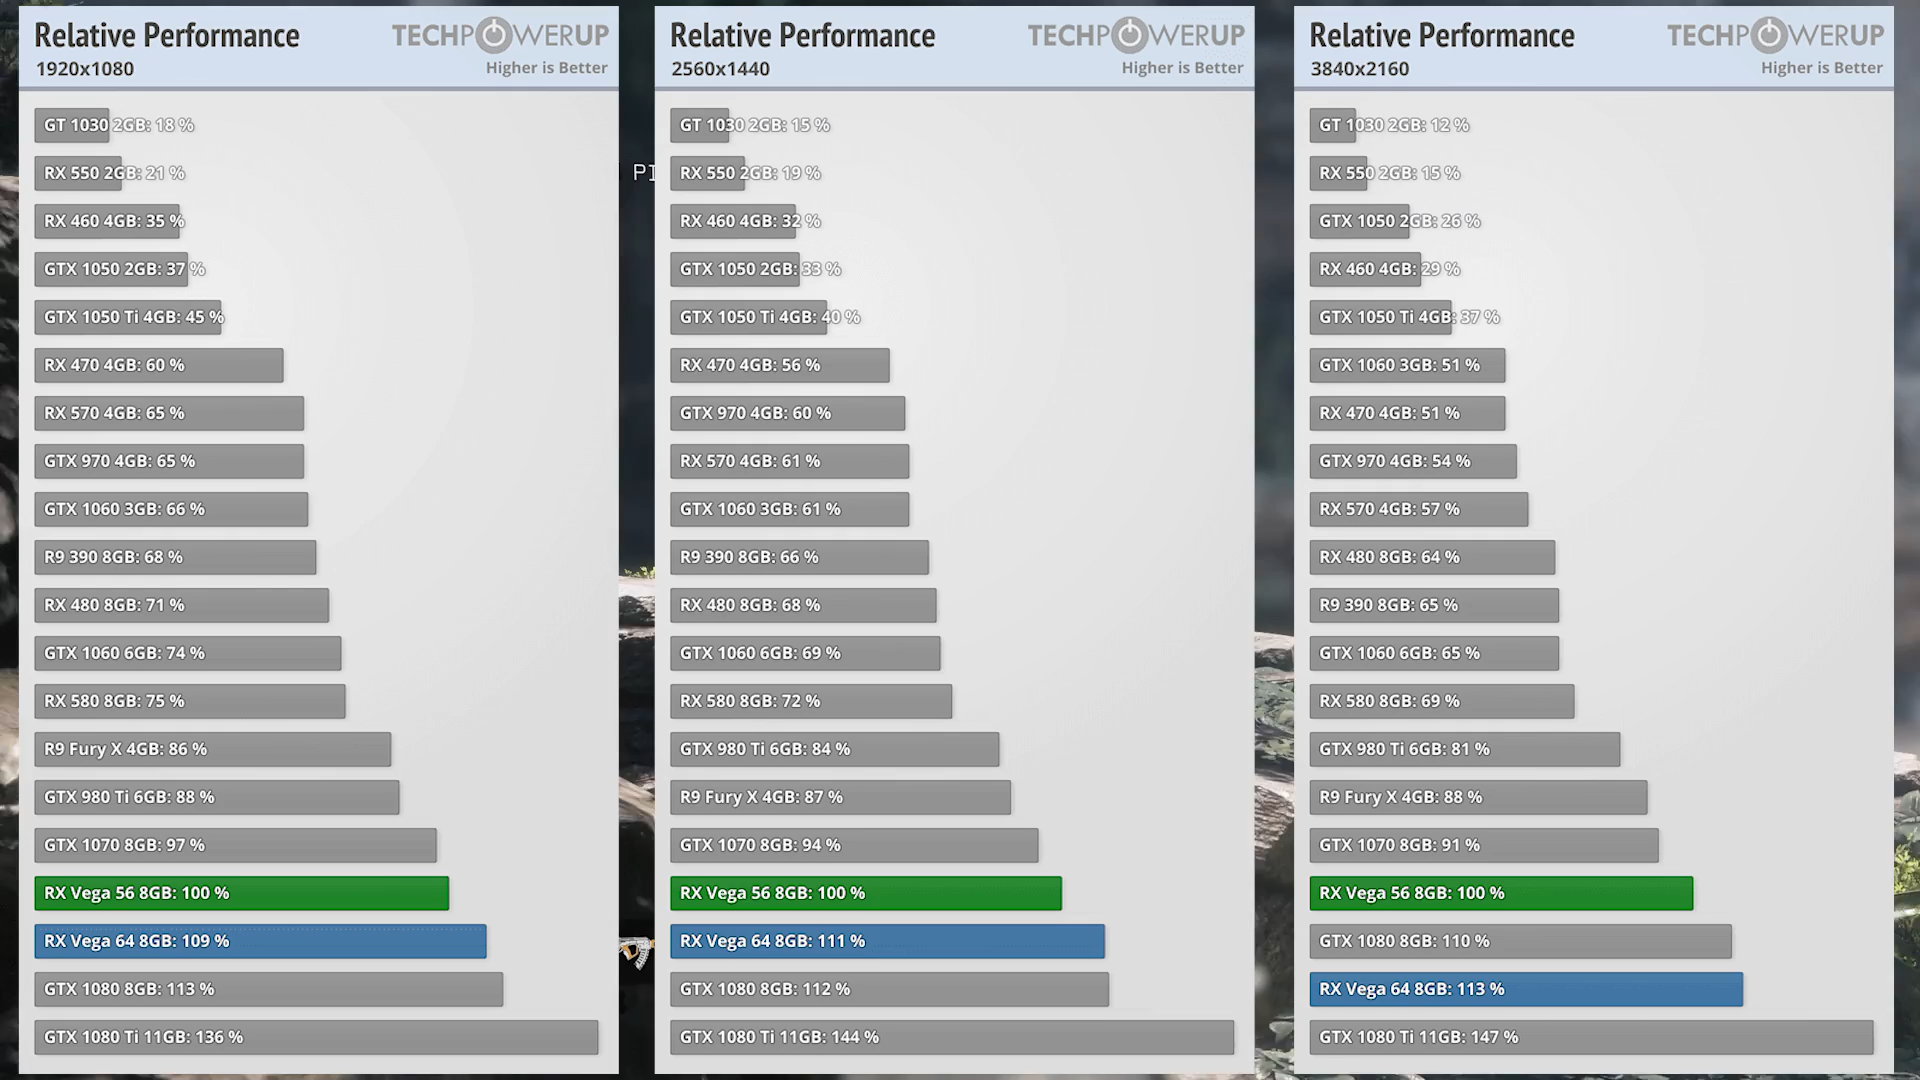 Relative Performance
TECHPOWERUP
1920x1080
Higher is Better
GT 1030 2GB: 18 %
RX 550 2GB: 21 %
RX 460 4GB: 35 %
GTX 1050 2GB: 37 %
GTX 1050 Ti 4GB: 45 %
RX 470 4GB: 60 %
RX 570 4GB: 65 %
GTX 970 4GB: 65 %
GTX 1060 3GB: 66 %
R9 390 8GB: 68 %
RX 480 8GB: 71 %
GTX 1060 6GB: 74 %
RX 580 8GB: 75 %
R9 Fury X 4GB: 86 %
GTX 980 Ti 6GB: 88 %
GTX 1070 8GB: 97 %
RX Vega 56 8GB: 100 %
RX Vega 64 8GB: 109 %
GTX 1080 8GB: 113 %
GTX 1080 Ti 11GB: 136 %
PI
Relative Performance
TECHPOWERUP
2560x1440
Higher is Better
GT 1030 2GB: 15 %
RX 550 2GB: 19 %
RX 460 4GB: 32 %
GTX 1050 2GB: 33 %
GTX 1050 Ti 4GB: 40 %
RX 470 4GB: 56 %
GTX 970 4GB: 60 %
RX 570 4GB: 61 %
GTX 1060 3GB: 61 %
R9 390 8GB: 66 %
RX 480 8GB: 68 %
GTX 1060 6GB: 69 %
RX 580 8GB: 72 %
GTX 980 Ti 6GB: 84 %
R9 Fury X 4GB: 87 %
GTX 1070 8GB: 94 %
RX Vega 56 8GB: 100 %
RX Vega 64 8GB: 111 %
GTX 1080 8GB: 112 %
GTX 1080 Ti 11GB: 144 %
Relative Performance
TECHPOWERUP
3840x2160
Higher is Better
GT 1030 2GB: 12 %
RX 550 2GB: 15 %
GTX 1050 2GB: 26 %
RX 460 4GB: 29 %
GTX 1050 Ti 4GB: 37 %
GTX 1060 3GB: 51 %
RX 470 4GB: 51 %
GTX 970 4GB: 54 %
RX 570 4GB: 57 %
RX 480 8GB: 64 %
R9 390 8GB: 65 %
GTX 1060 6GB: 65 %
RX 580 8GB: 69 %
GTX 980 Ti 6GB: 81 %
R9 Fury X 4GB: 88 %
GTX 1070 8GB: 91 %
RX Vega 56 8GB: 100 %
GTX 1080 8GB: 110 %
RX Vega 64 8GB: 113 %
GTX 1080 Ti 11GB: 147 %